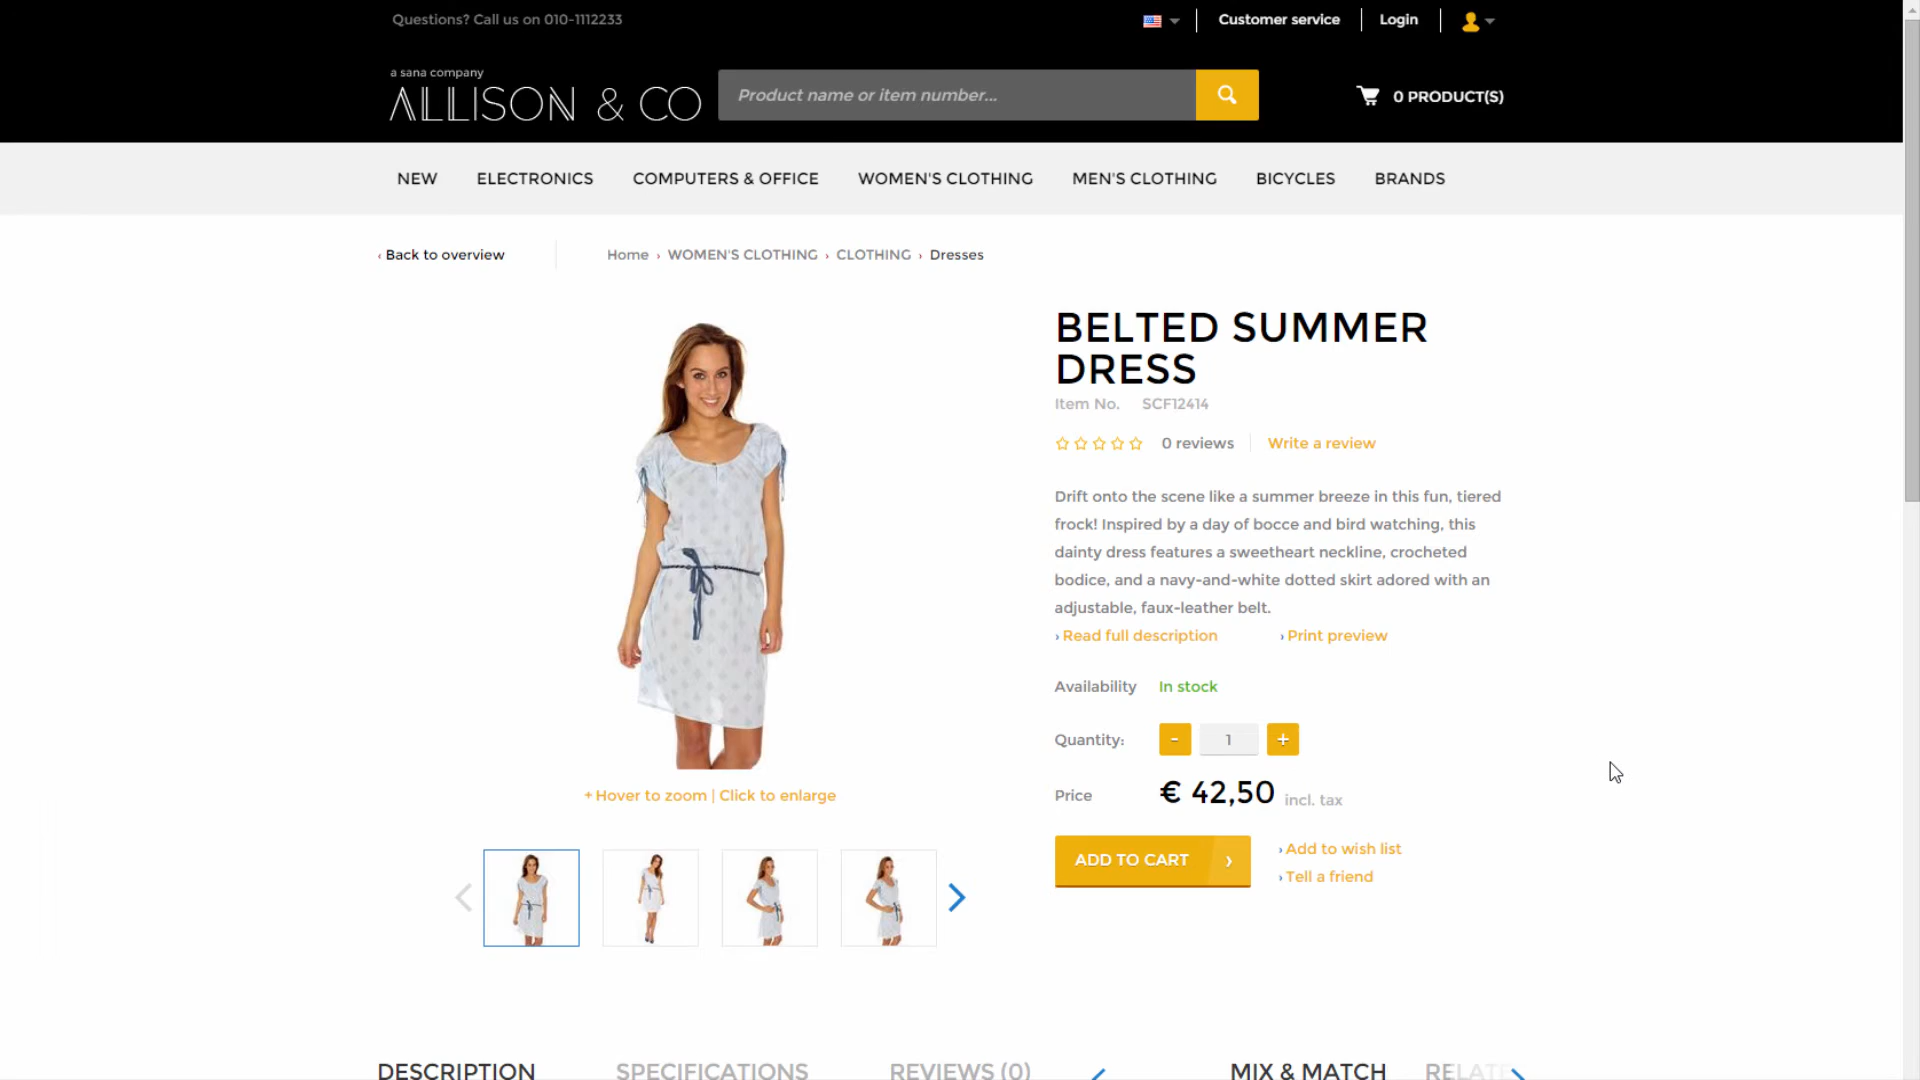 Questions? Call us on 010-1112233
Customer service
Login
a sana company
ALLISON & CO
Product name or item number...
0 PRODUCT(S)
NEW
ELECTRONICS
COMPUTERS & OFFICE
WOMEN'S CLOTHING
MEN'S CLOTHING
BICYCLES
BRANDS
‹ Back to overview
Home › WOMEN'S CLOTHING › CLOTHING › Dresses
BELTED SUMMER
DRESS
Item No. SCF12414
0 reviews
Write a review
Drift onto the scene like a summer breeze in this fun, tiered
frock! Inspired by a day of bocce and bird watching, this
dainty dress features a sweetheart neckline, crocheted
bodice, and a navy-and-white dotted skirt adored with an
adjustable, faux-leather belt.
› Read full description
› Print preview
Availability In stock
Quantity: - 1 +
Price € 42,50 incl. tax
ADD TO CART ›
› Add to wish list
› Tell a friend
+ Hover to zoom | Click to enlarge
DESCRIPTION
SPECIFICATIONS
REVIEWS (0)
MIX & MATCH
RELATE